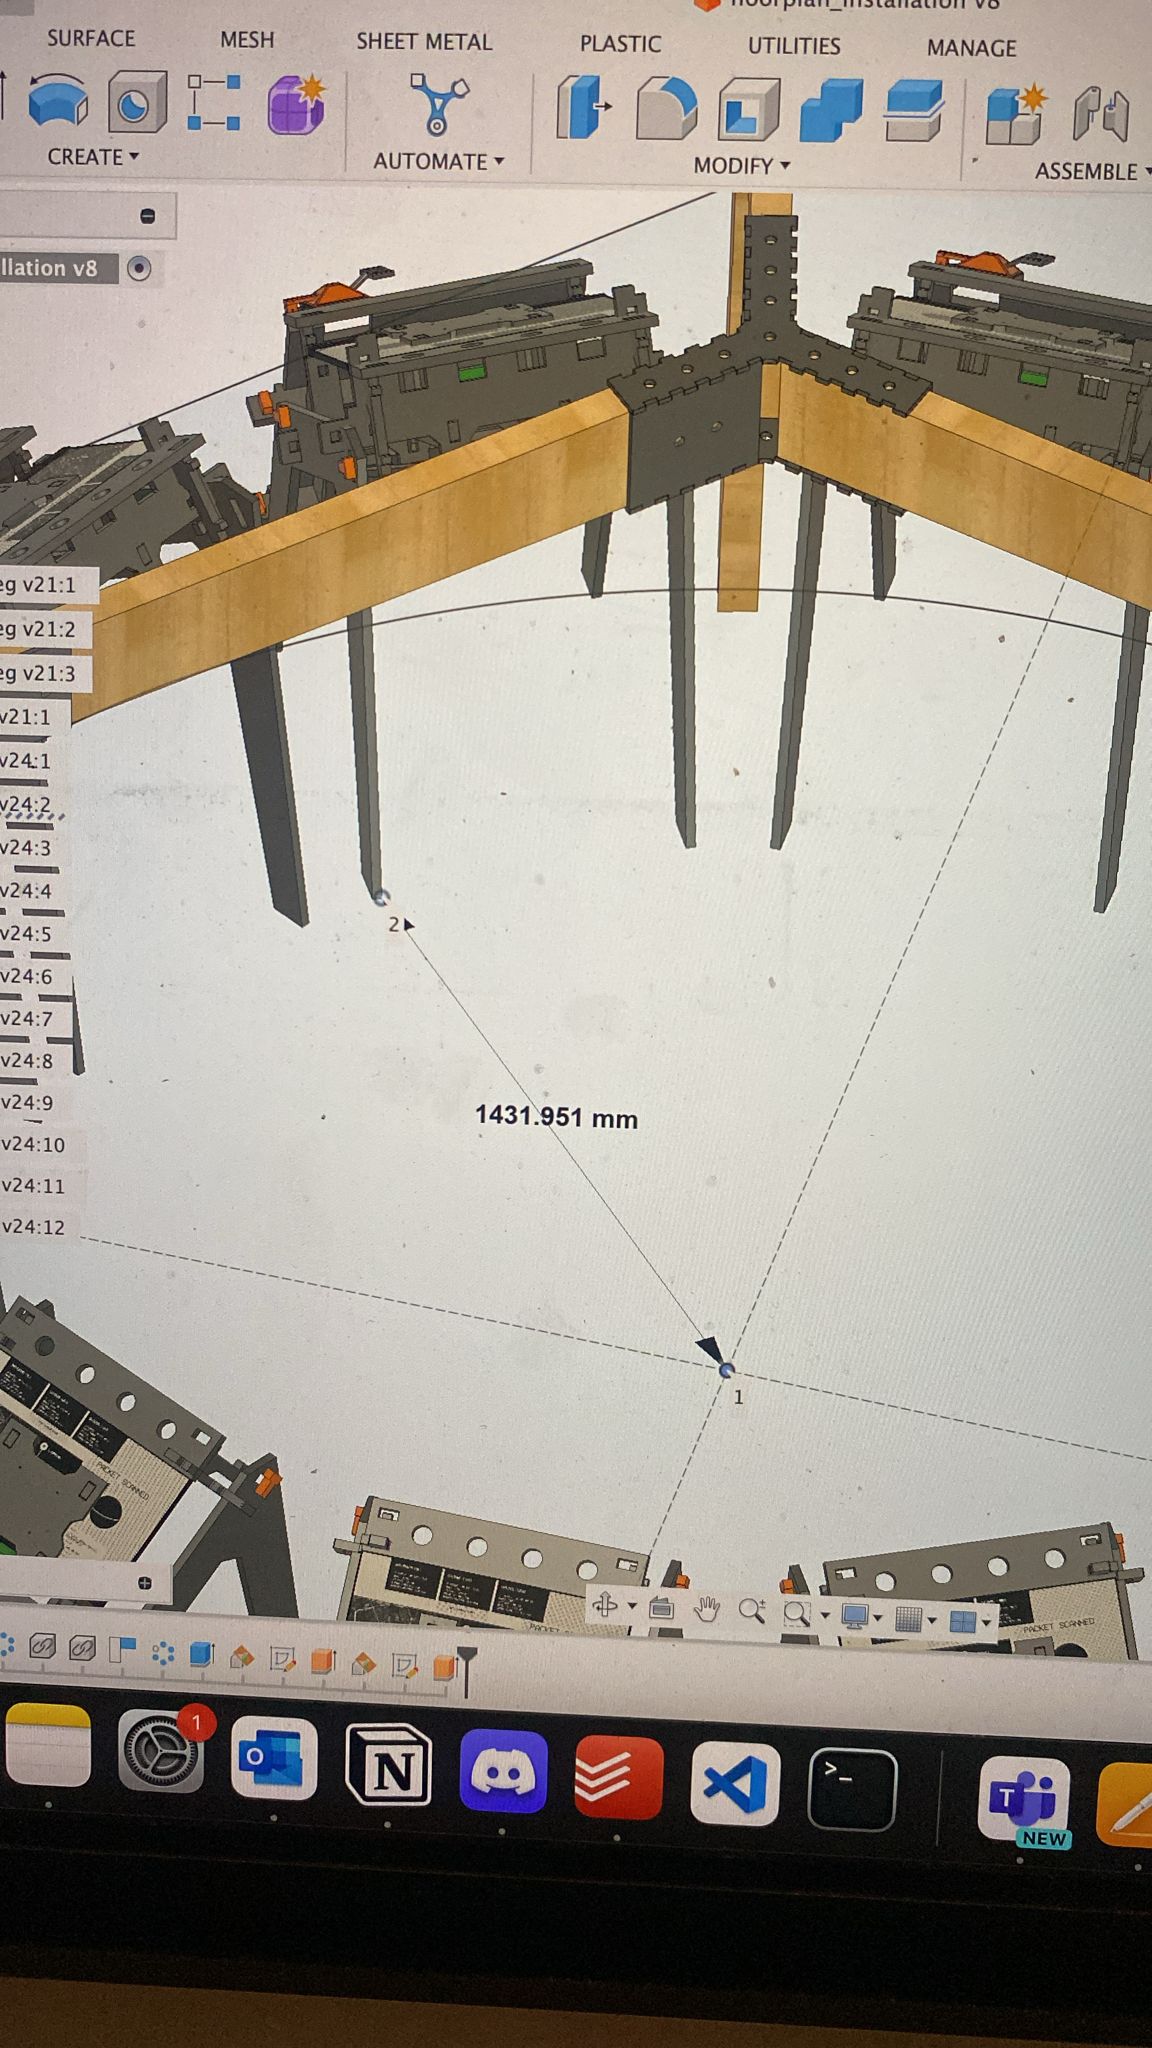 floorplan_installation v8
SURFACE
MESH
SHEET METAL
PLASTIC
UTILITIES
MANAGE
CREATE
AUTOMATE
MODIFY
ASSEMBLE
llation v8
eg v21:1
eg v21:2
eg v21:3
v21:1
v24:1
v24:2
v24:3
v24:4
v24:5
v24:6
v24:7
v24:8
v24:9
v24:10
v24:11
v24:12
2
1431.951 mm
1
PACKET SCANNED
PACKET SCANNED
1
N
>_
T
NEW